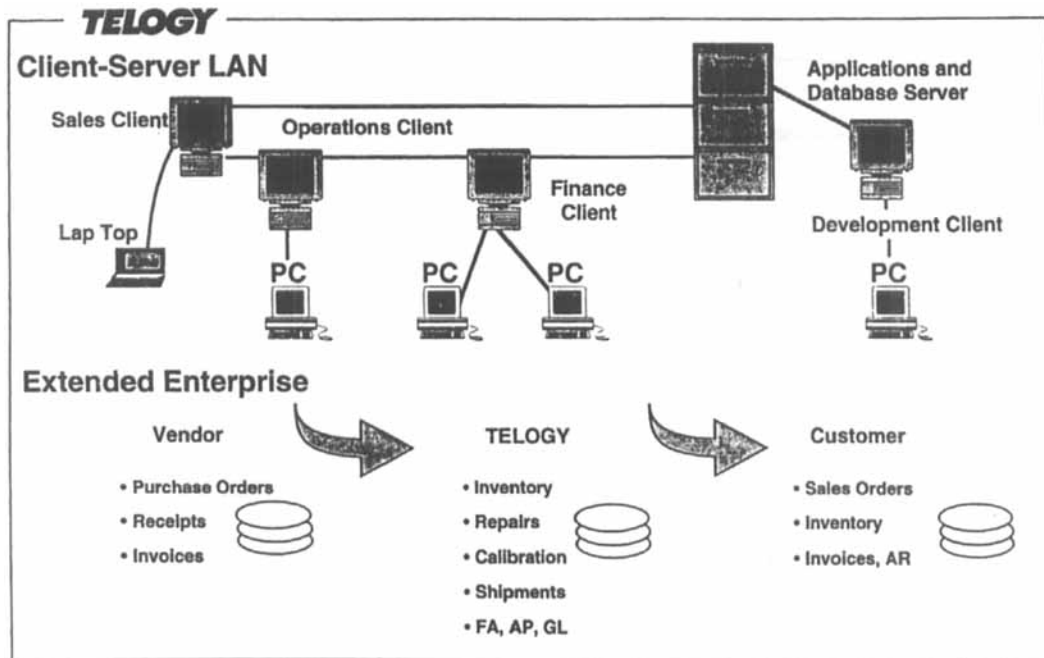 TELOGY
Client-Server LAN
Applications and
Database Server
Sales Client
Operations Client
Finance
Client
Lap Top
Development Client
PC
PC
PC
PC
Extended Enterprise
Vendor
TELOGY
Customer
• Purchase Orders
• Receipts
• Invoices
• Inventory
• Repairs
• Calibration
• Shipments
• FA, AP, GL
• Sales Orders
• Inventory
• Invoices, AR